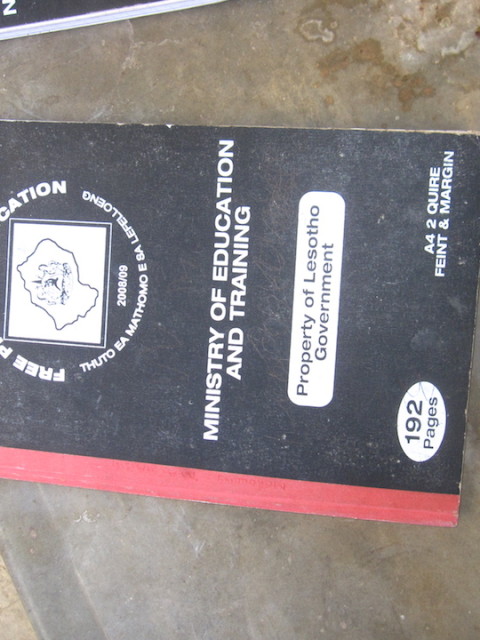 CATION
FREE P
THUTO EA MATHOMO E SA LEFELLOENG
2008/09
MINISTRY OF EDUCATION
AND TRAINING
Property of Lesotho
Government
192
Pages
A4 2 QUIRE
FEINT & MARGIN
N